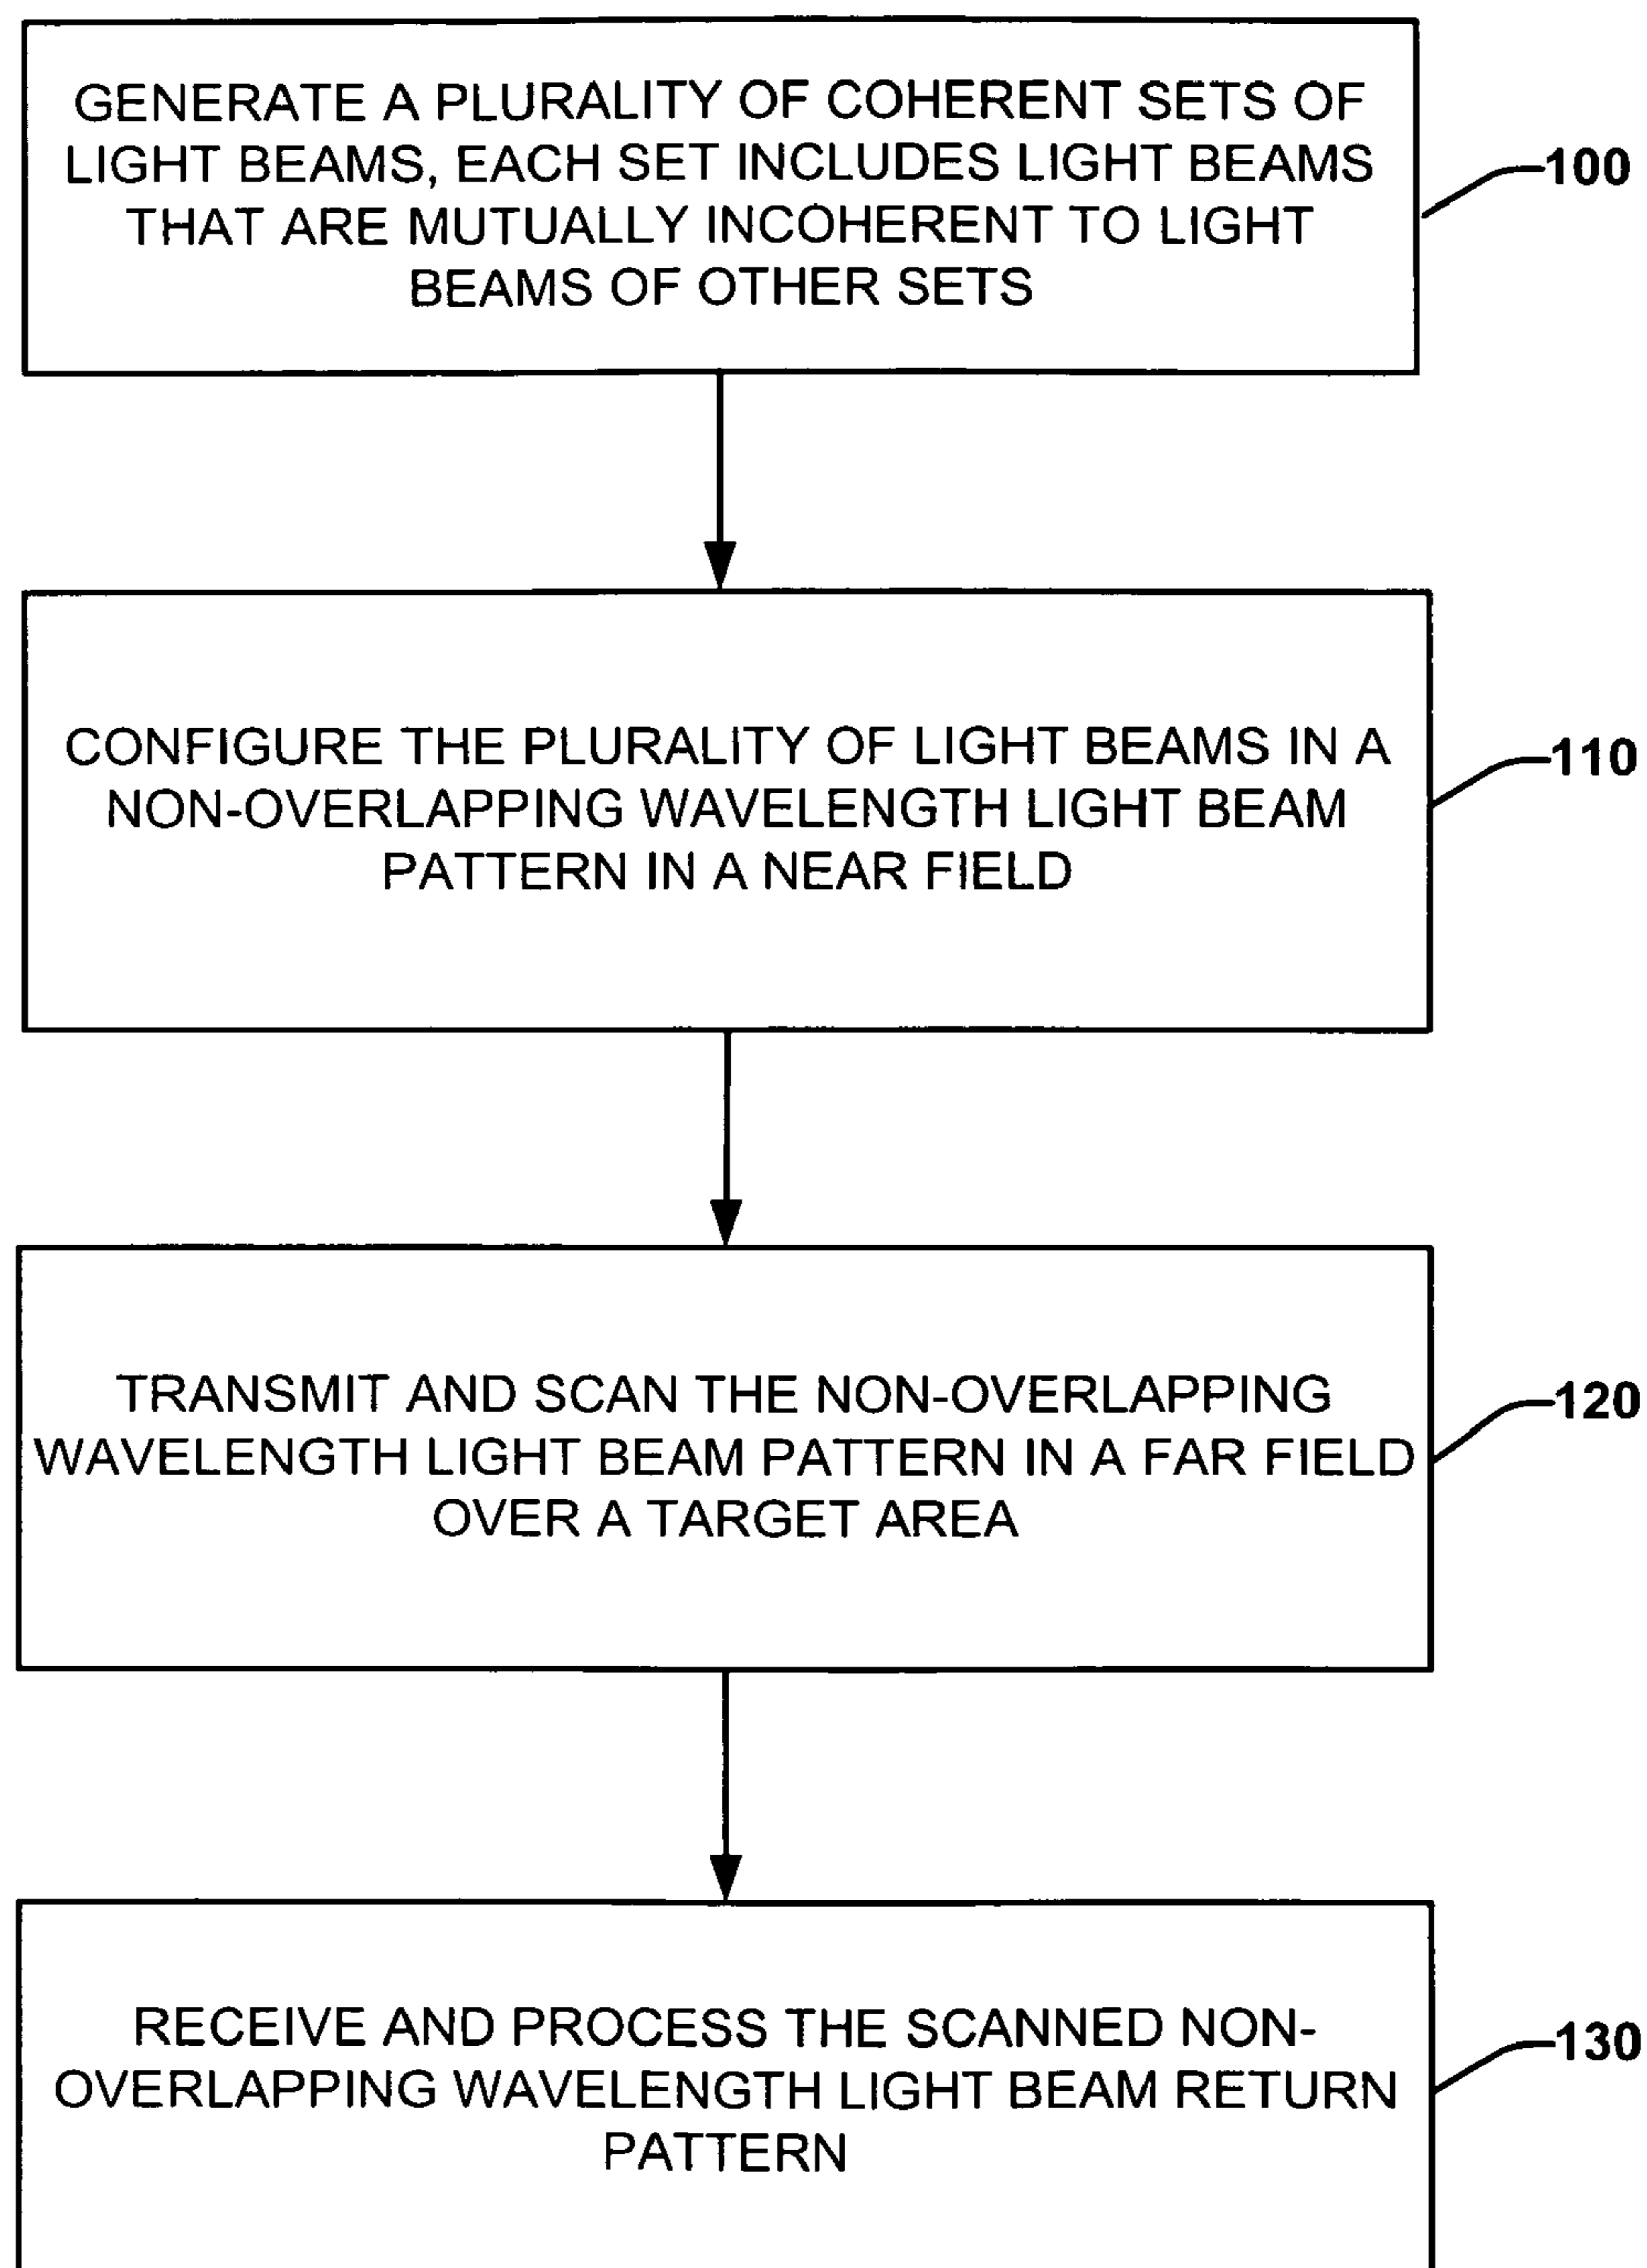 GENERATE A PLURALITY OF COHERENT SETS OF
LIGHT BEAMS, EACH SET INCLUDES LIGHT BEAMS
THAT ARE MUTUALLY INCOHERENT TO LIGHT
BEAMS OF OTHER SETS
100
CONFIGURE THE PLURALITY OF LIGHT BEAMS IN A
NON-OVERLAPPING WAVELENGTH LIGHT BEAM
PATTERN IN A NEAR FIELD
110
TRANSMIT AND SCAN THE NON-OVERLAPPING
WAVELENGTH LIGHT BEAM PATTERN IN A FAR FIELD
OVER A TARGET AREA
120
RECEIVE AND PROCESS THE SCANNED NON-
OVERLAPPING WAVELENGTH LIGHT BEAM RETURN
PATTERN
130